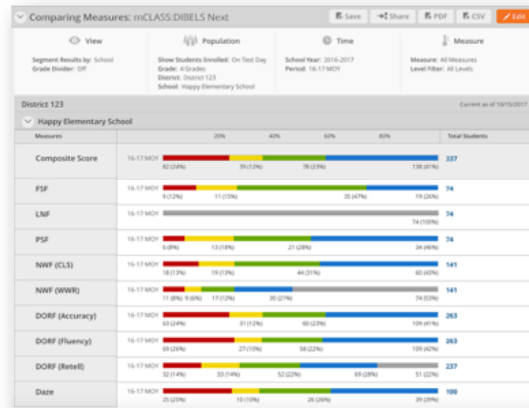 Comparing Measures: mCLASS:DIBELS Next
Save Share PDF CSV Edit
View Population Time Measure
Segment Results by: School
Grade Divider: Off
Show Students Enrolled: On Test Day
Grade: 4 Grades
District: District 123
School: Happy Elementary School
School Year: 2016-2017
Period: 16-17 MOY
Measure: All Measures
Level Filter: All Levels
District 123 Current as of 10/15/2017
Happy Elementary School
Measures 20% 40% 60% 80% Total Students
Composite Score 16-17 MOY 337
82 (24%) 39 (12%) 78 (23%) 138 (41%)
FSF 16-17 MOY 74
9 (12%) 11 (15%) 35 (47%) 19 (26%)
LNF 16-17 MOY 74
74 (100%)
PSF 16-17 MOY 74
6 (8%) 13 (18%) 21 (28%) 34 (46%)
NWF (CLS) 16-17 MOY 141
18 (13%) 19 (13%) 44 (31%) 60 (43%)
NWF (WWR) 16-17 MOY 141
11 (8%) 9 (6%) 17 (12%) 30 (21%) 74 (53%)
DORF (Accuracy) 16-17 MOY 263
63 (24%) 31 (12%) 60 (23%) 109 (41%)
DORF (Fluency) 16-17 MOY 263
69 (26%) 27 (10%) 58 (22%) 109 (42%)
DORF (Retell) 16-17 MOY 237
32 (14%) 33 (14%) 52 (22%) 69 (29%) 51 (22%)
Daze 16-17 MOY 100
25 (25%) 10 (10%) 26 (26%) 39 (39%)